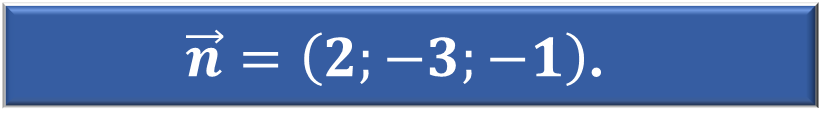 n⃗ = (2; −3; −1).